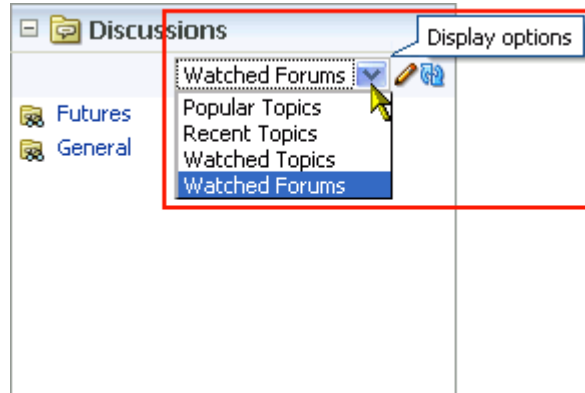 Discussions
Display options
Watched Forums
Popular Topics
Recent Topics
Watched Topics
Watched Forums
Futures
General